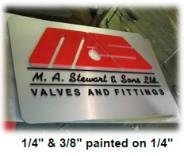 M. A. Stewart & Sons Ltd.
VALVES AND FITTINGS
1/4" & 3/8" painted on 1/4"